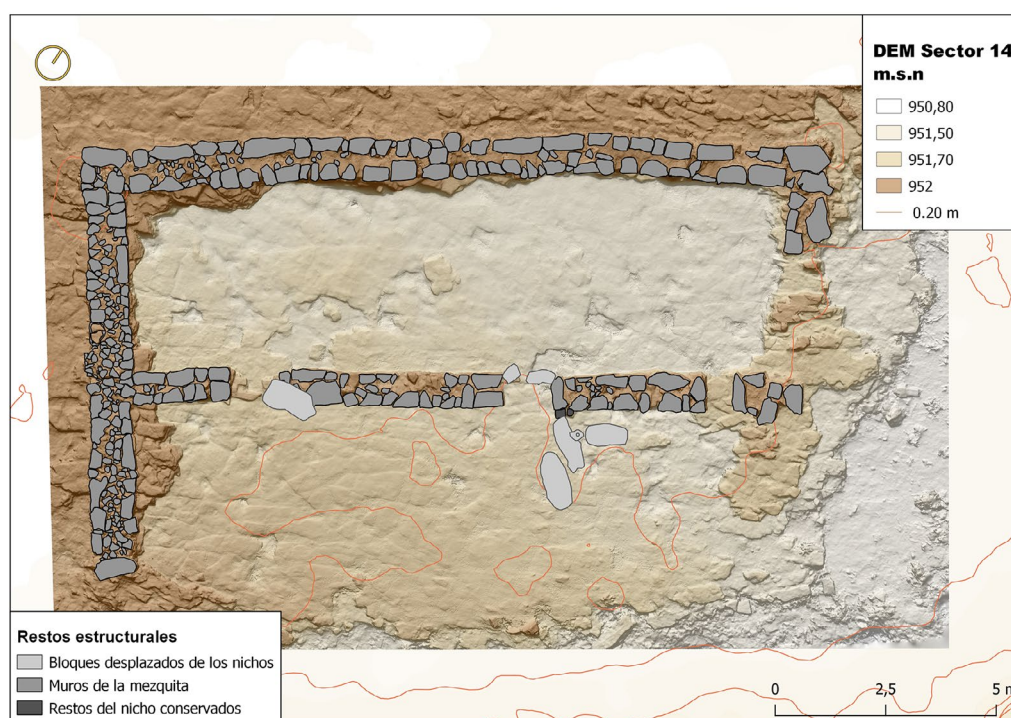 DEM Sector 14
m.s.n
950,80
951,50
951,70
952
0.20 m
Restos estructurales
Bloques desplazados de los nichos
Muros de la mezquita
Restos del nicho conservados
0 2,5 5 m